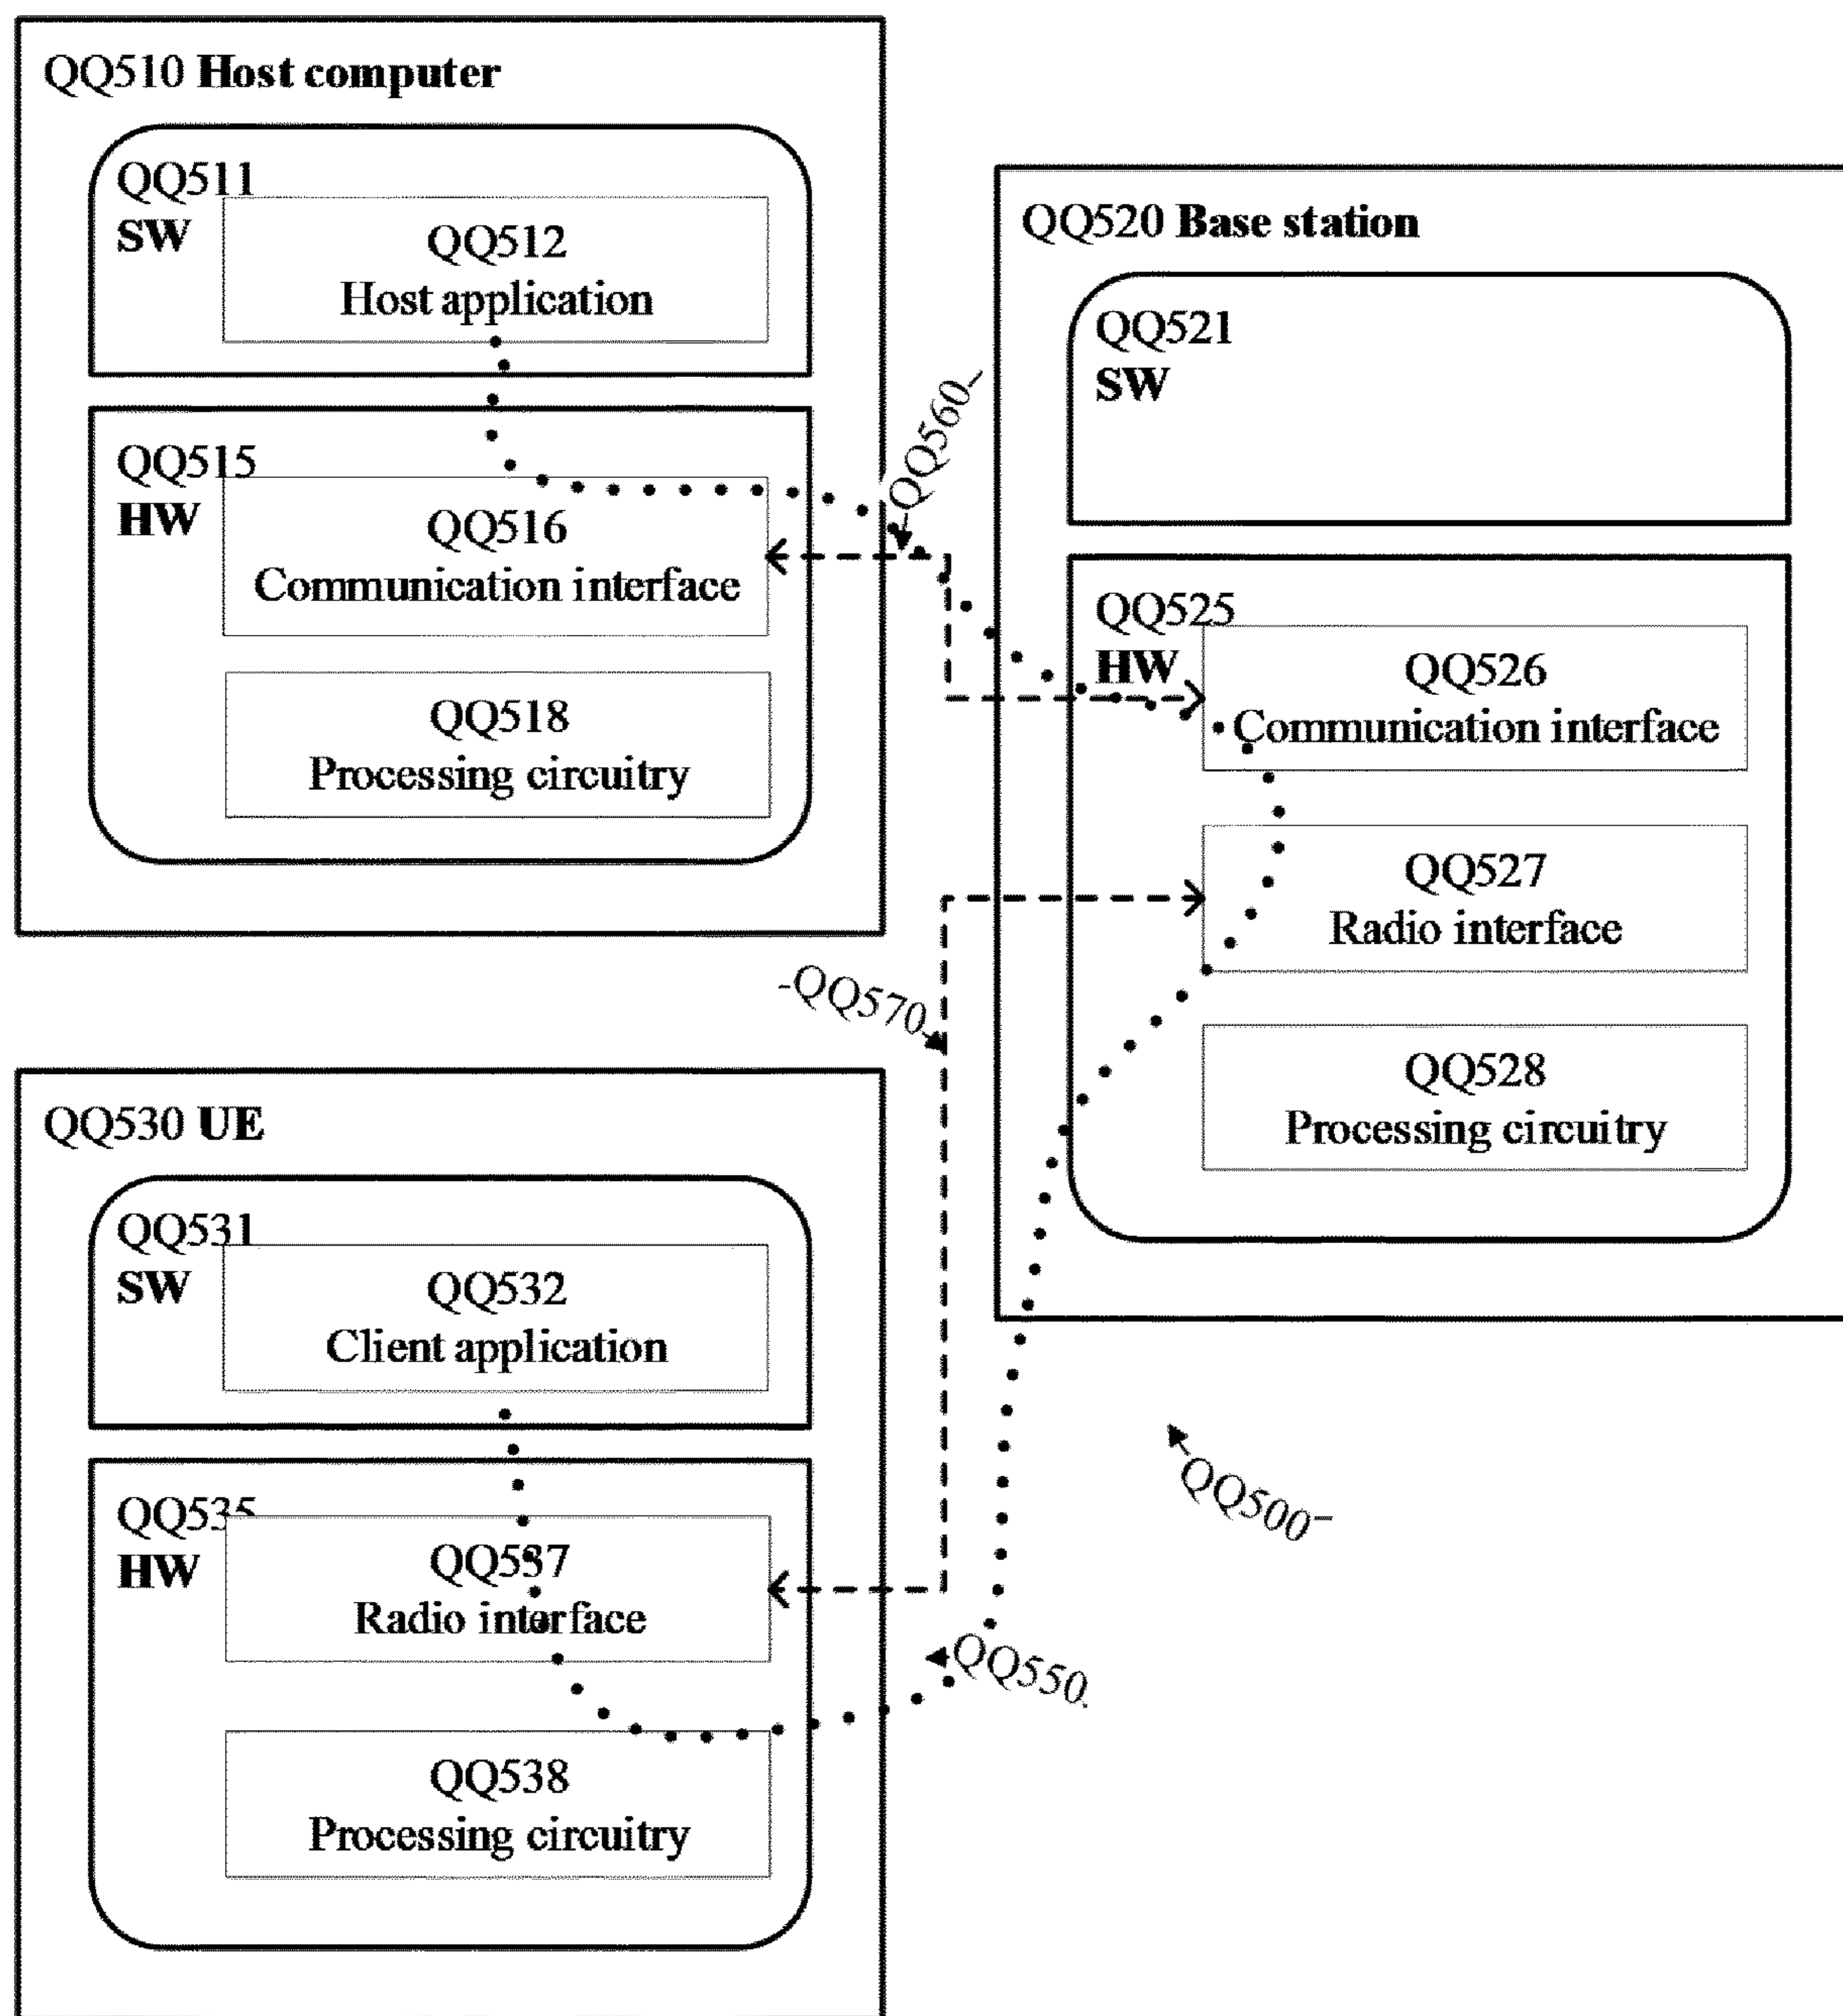 QQ510 Host computer
QQ511
SW
QQ512
Host application
QQ515
HW
QQ516
Communication interface
QQ518
Processing circuitry
QQ560
QQ520 Base station
QQ521
SW
QQ525
HW
QQ526
Communication interface
QQ527
Radio interface
QQ528
Processing circuitry
QQ570
QQ530 UE
QQ531
SW
QQ532
Client application
QQ535
HW
QQ537
Radio interface
QQ538
Processing circuitry
QQ550
QQ500